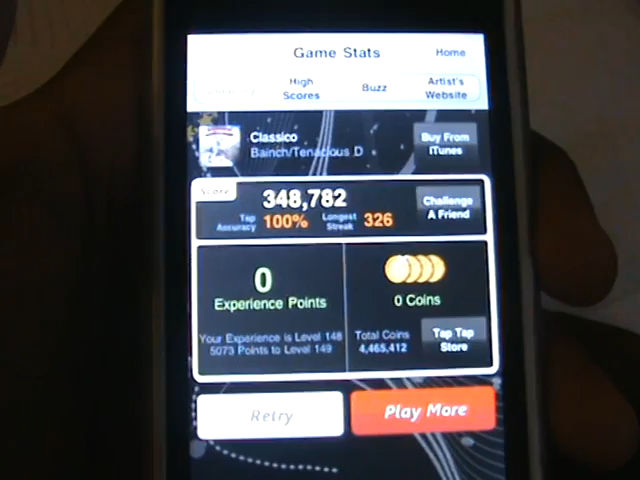 Game Stats
Home
High Scores
Buzz
Artist's Website
Classico
Bainch/Tenacious D
Buy From iTunes
Score
348,782
Tap Accuracy 100% Longest Streak 326
Challenge A Friend
0
Experience Points
0 Coins
Your Experience is Level 148
5073 Points to Level 149
Total Coins
4,465,412
Tap Tap Store
Retry
Play More